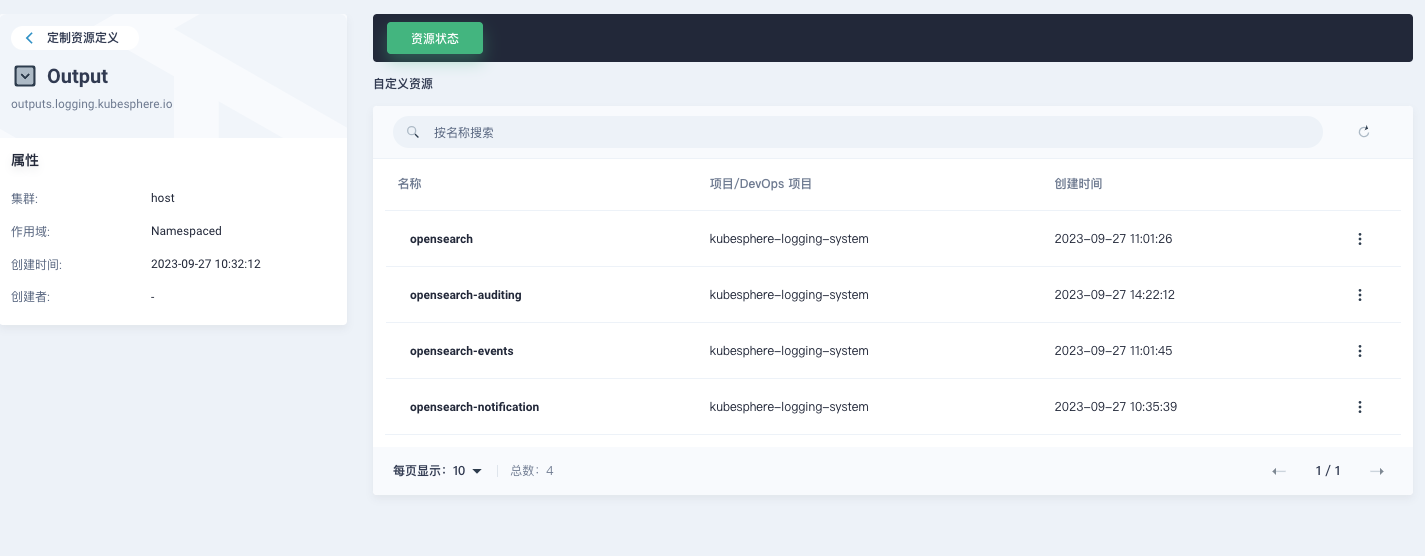 定制资源定义
Output
outputs.logging.kubesphere.io
属性
集群: host
作用域: Namespaced
创建时间: 2023-09-27 10:32:12
创建者: -
资源状态
自定义资源
按名称搜索
名称 项目/DevOps 项目 创建时间
opensearch kubesphere-logging-system 2023-09-27 11:01:26
opensearch-auditing kubesphere-logging-system 2023-09-27 14:22:12
opensearch-events kubesphere-logging-system 2023-09-27 11:01:45
opensearch-notification kubesphere-logging-system 2023-09-27 10:35:39
每页显示: 10 总数: 4 1 / 1